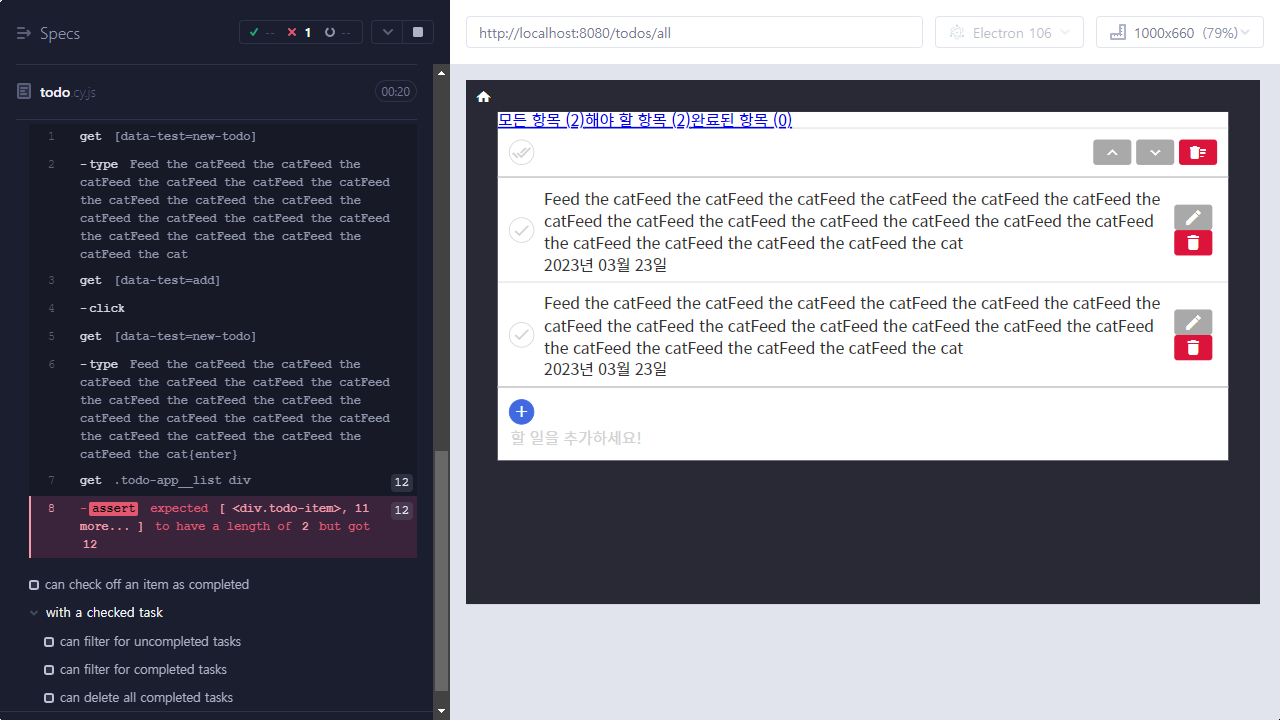 Specs
-- 1 --
http://localhost:8080/todos/all
Electron 106
1000x660 (79%)
todo.cy.js
00:20
1 get [data-test=new-todo]
2 -type Feed the catFeed the catFeed the
catFeed the catFeed the catFeed the catFeed
the catFeed the catFeed the catFeed the
catFeed the catFeed the catFeed the catFeed
the catFeed the catFeed the catFeed the
catFeed the cat
3 get [data-test=add]
4 -click
5 get [data-test=new-todo]
6 -type Feed the catFeed the catFeed the
catFeed the catFeed the catFeed the catFeed
the catFeed the catFeed the catFeed the
catFeed the catFeed the catFeed the catFeed
the catFeed the catFeed the catFeed the
catFeed the cat{enter}
7 get .todo-app__list div 12
8 -assert expected [ <div.todo-item>, 11 12
more... ] to have a length of 2 but got
12
can check off an item as completed
with a checked task
can filter for uncompleted tasks
can filter for completed tasks
can delete all completed tasks
모든 항목 (2)해야 할 항목 (2)완료된 항목 (0)
Feed the catFeed the catFeed the catFeed the catFeed the catFeed the catFeed the
catFeed the catFeed the catFeed the catFeed the catFeed the catFeed the catFeed
the catFeed the catFeed the catFeed the catFeed the cat
2023년 03월 23일
Feed the catFeed the catFeed the catFeed the catFeed the catFeed the catFeed the
catFeed the catFeed the catFeed the catFeed the catFeed the catFeed the catFeed
the catFeed the catFeed the catFeed the catFeed the cat
2023년 03월 23일
할 일을 추가하세요!